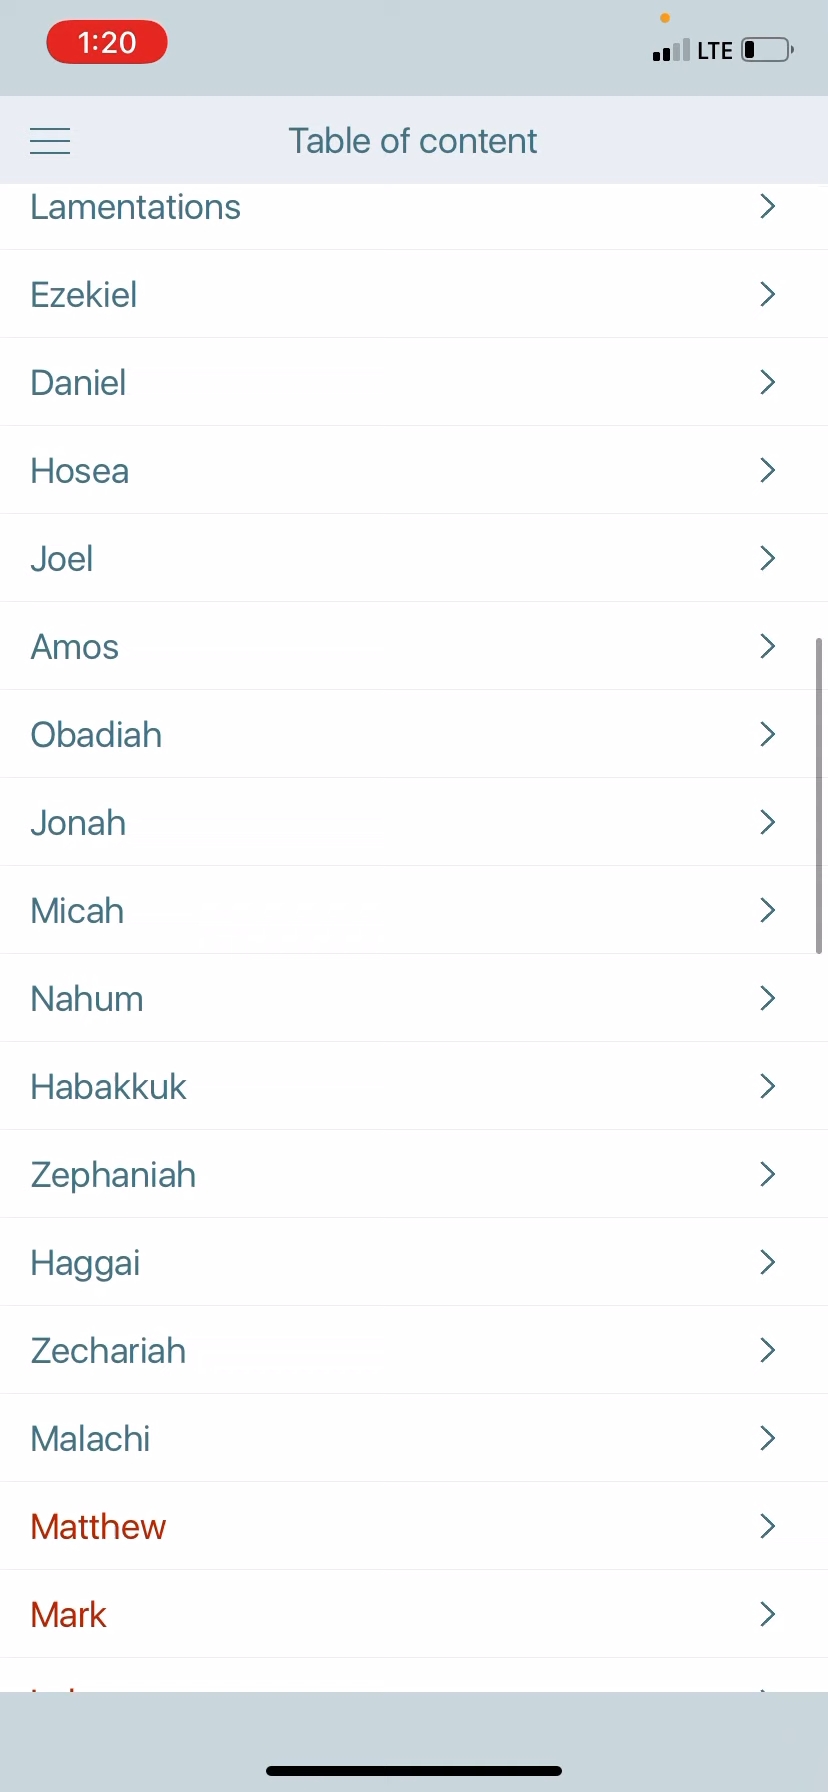 1:20
LTE
Table of content
Lamentations
Ezekiel
Daniel
Hosea
Joel
Amos
Obadiah
Jonah
Micah
Nahum
Habakkuk
Zephaniah
Haggai
Zechariah
Malachi
Matthew
Mark